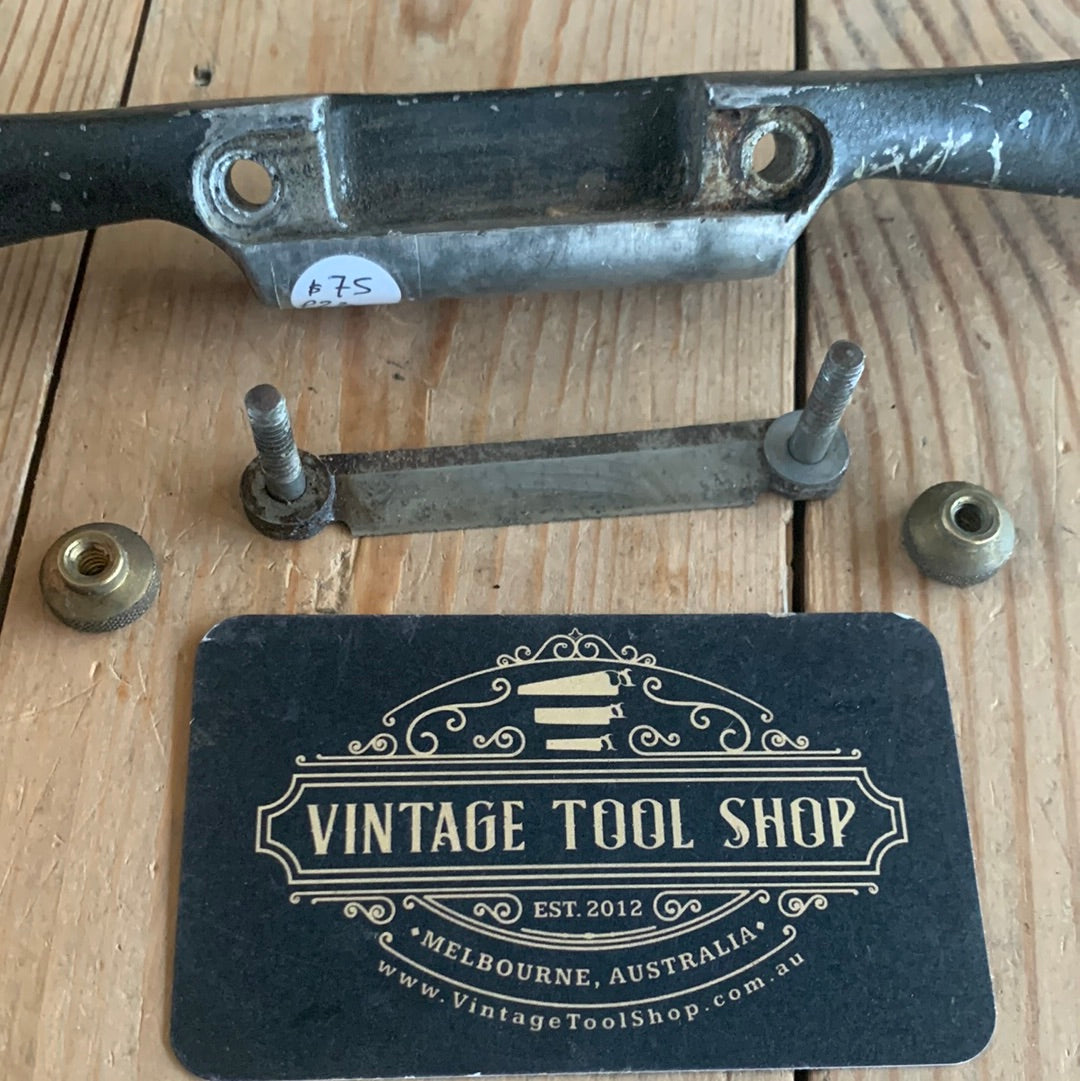 $75
VINTAGE TOOL SHOP
EST. 2012
MELBOURNE, AUSTRALIA
www.VintageToolShop.com.au